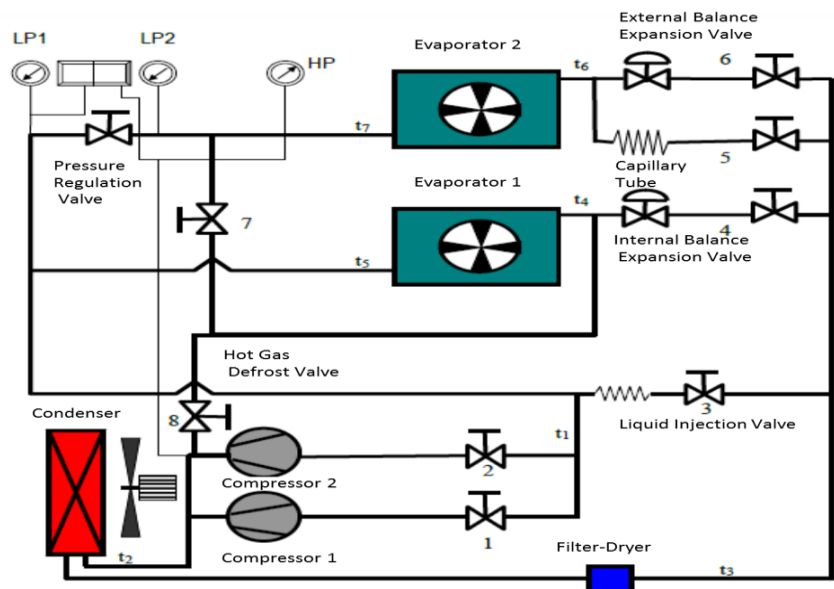 LP1
LP2
HP
Evaporator 2
External Balance
Expansion Valve
t6
6
t7
Pressure
Regulation
Valve
5
Capillary
Tube
Evaporator 1
t4
7
4
Internal Balance
Expansion Valve
t5
Hot Gas
Defrost Valve
Condenser
8
3
Liquid Injection Valve
t1
2
Compressor 2
1
Compressor 1
t2
Filter-Dryer
t3